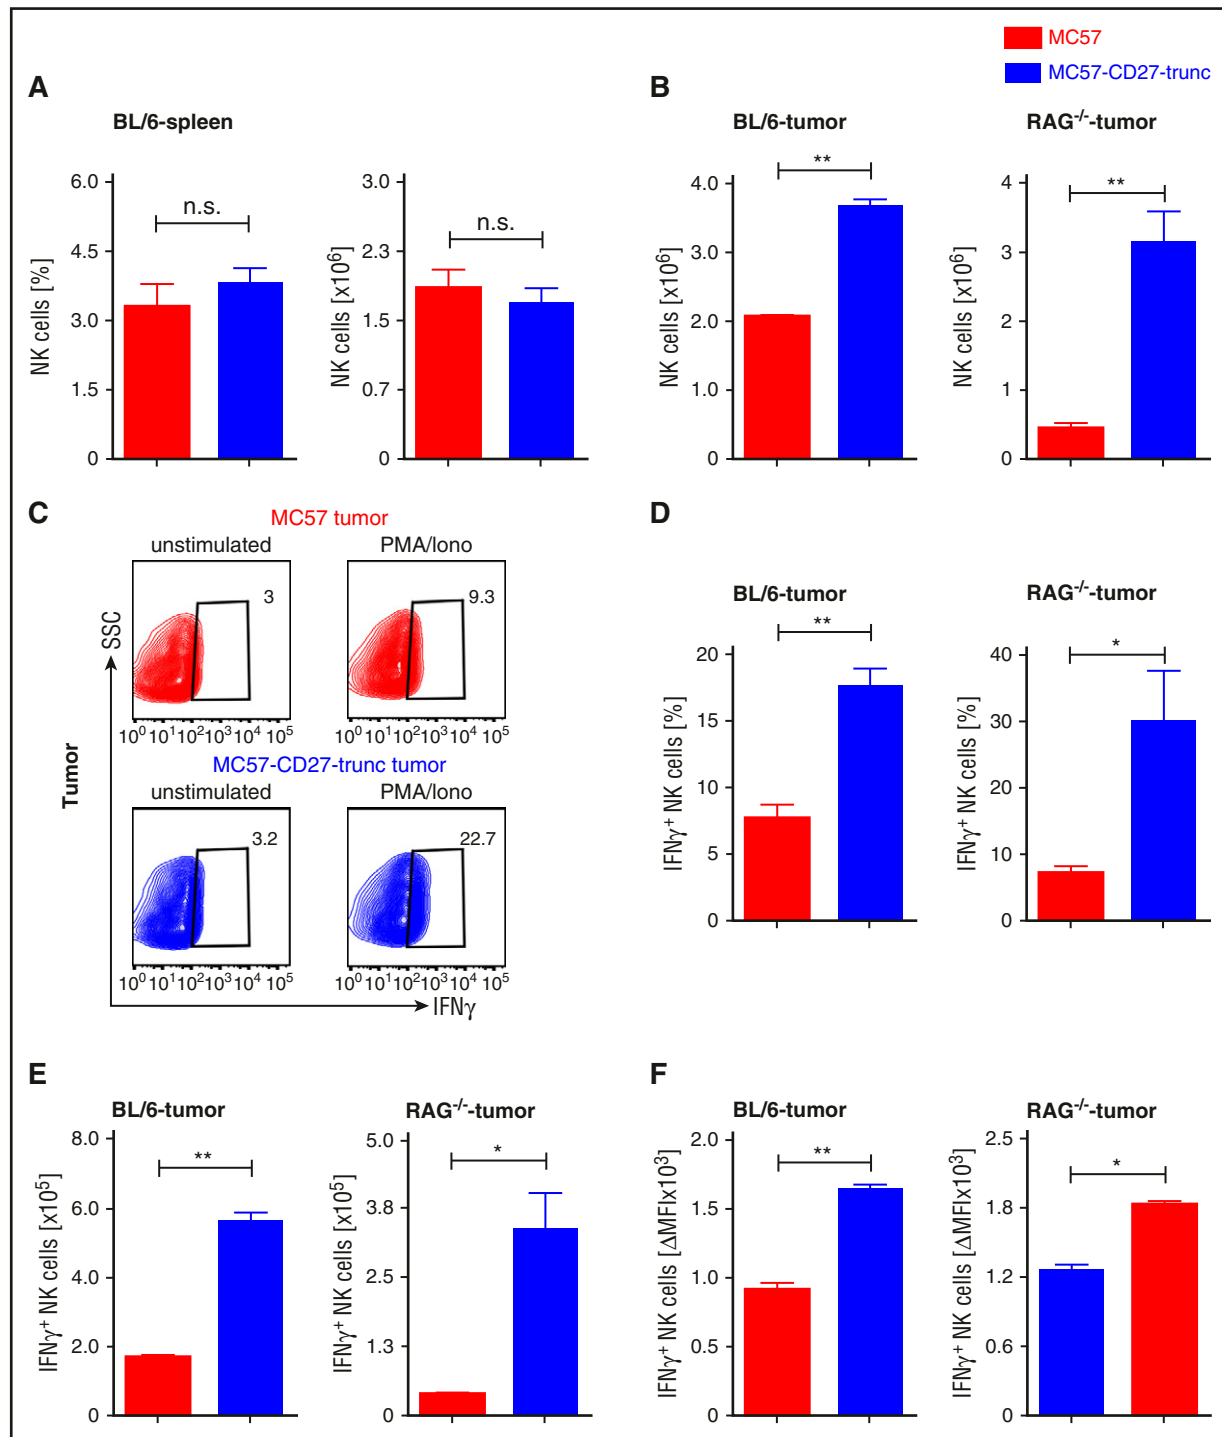 MC57
MC57-CD27-trunc
A
BL/6-spleen
NK cells [%]
6.0
4.5
3.0
1.5
0
n.s.
NK cells [x10⁶]
3.0
2.3
1.5
0.7
0
n.s.
B
BL/6-tumor
NK cells [x10⁶]
4.0
3.0
2.0
1.0
0
**
RAG⁻/⁻-tumor
NK cells [x10⁶]
4
3
2
1
0
**
C
MC57 tumor
unstimulated
PMA/Iono
3
9.3
10⁰ 10¹ 10² 10³ 10⁴ 10⁵
10⁰ 10¹ 10² 10³ 10⁴ 10⁵
MC57-CD27-trunc tumor
unstimulated
PMA/Iono
3.2
22.7
10⁰ 10¹ 10² 10³ 10⁴ 10⁵
10⁰ 10¹ 10² 10³ 10⁴ 10⁵
SSC
Tumor
IFNγ
D
BL/6-tumor
IFNγ⁺ NK cells [%]
20
15
10
5
0
**
RAG⁻/⁻-tumor
IFNγ⁺ NK cells [%]
40
30
20
10
0
*
E
BL/6-tumor
IFNγ⁺ NK cells [x10⁵]
8.0
6.0
4.0
2.0
0
**
RAG⁻/⁻-tumor
IFNγ⁺ NK cells [x10⁵]
5.0
3.8
2.5
1.3
0
*
F
BL/6-tumor
IFNγ⁺ NK cells [ΔMFIx10³]
2.0
1.5
1.0
0.5
0
**
RAG⁻/⁻-tumor
IFNγ⁺ NK cells [ΔMFIx10³]
2.5
1.8
1.2
0.6
0
*